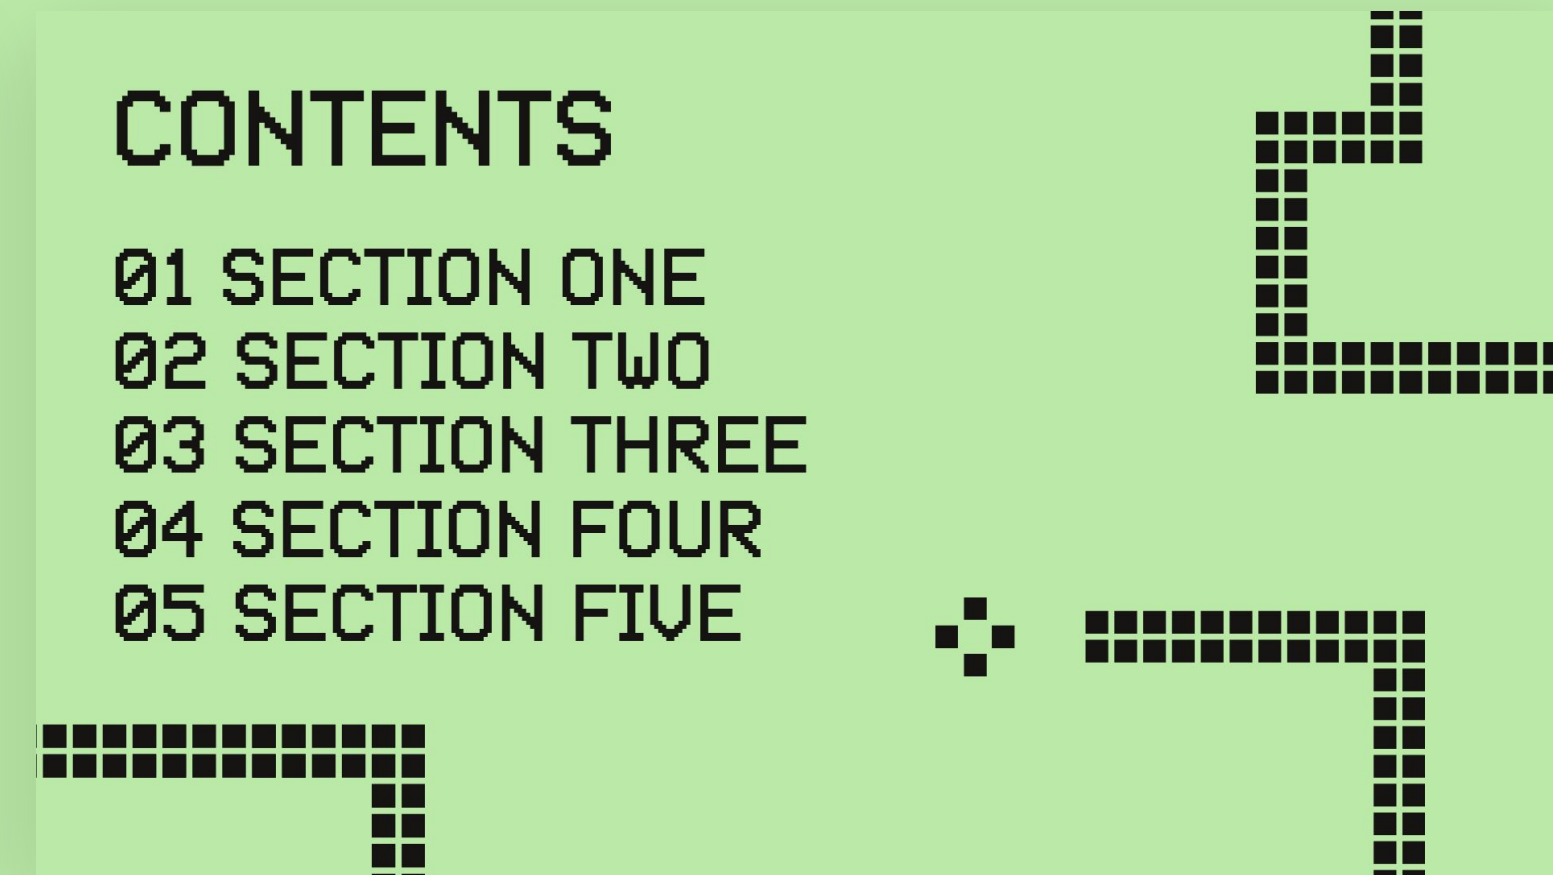 CONTENTS
01 SECTION ONE
02 SECTION TWO
03 SECTION THREE
04 SECTION FOUR
05 SECTION FIVE